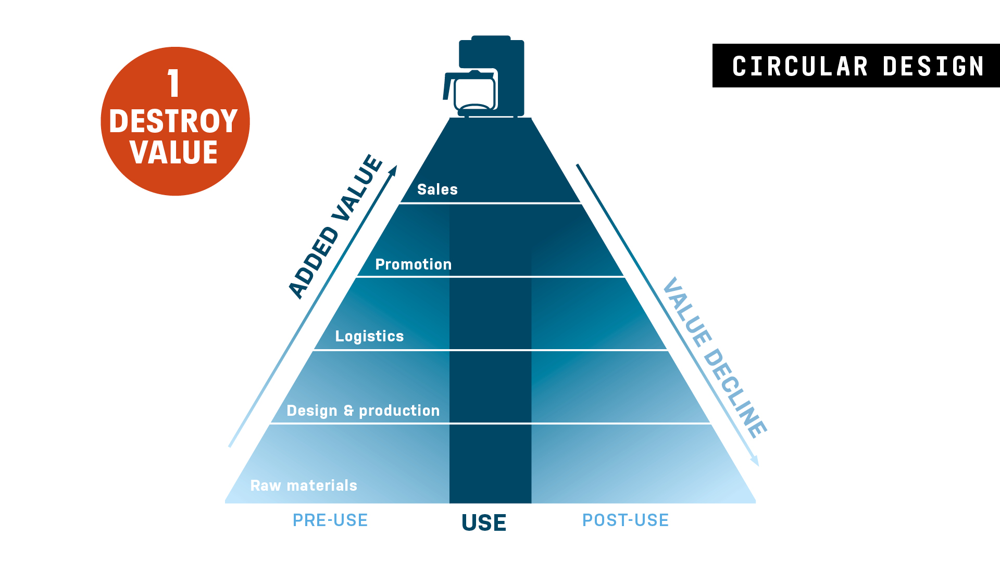 1
DESTROY
VALUE
CIRCULAR DESIGN
ADDED VALUE
VALUE DECLINE
Sales
Promotion
Logistics
Design & production
Raw materials
PRE-USE
USE
POST-USE